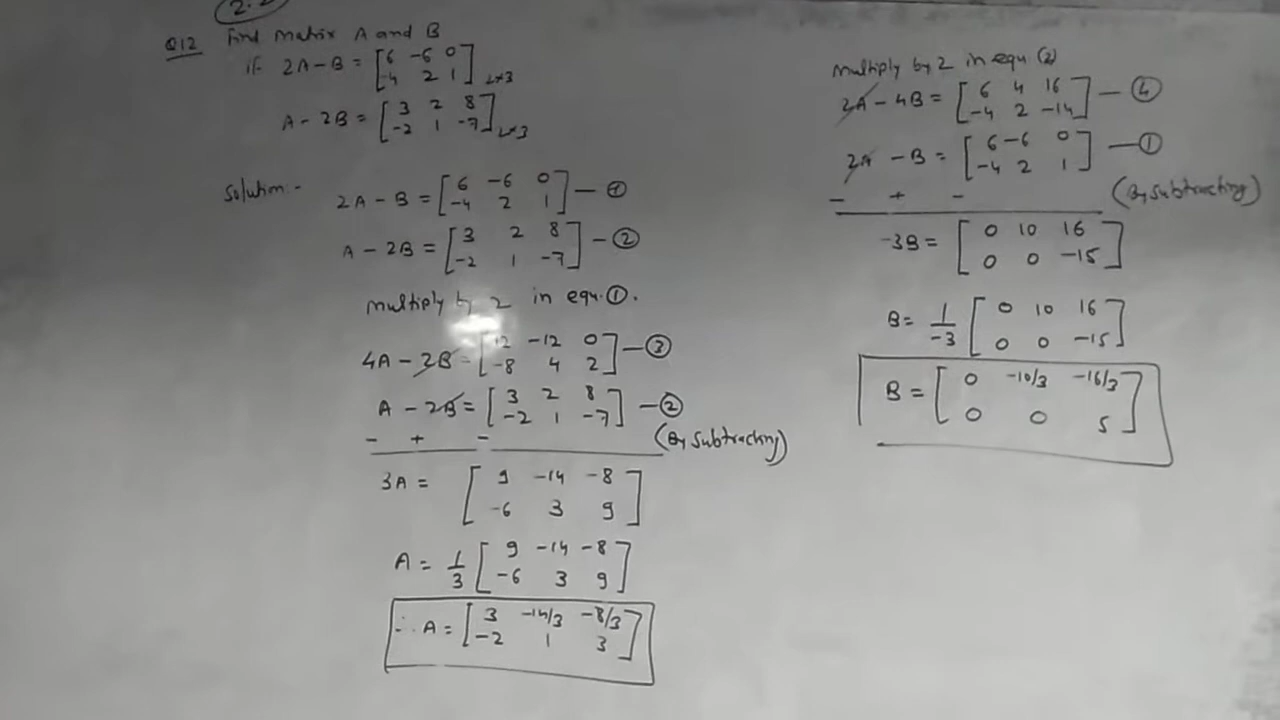 2.2
Q12 Find Matrix A and B
if 2A-B = [6 -6 0
-4 2 1] 2×3
A-2B = [3 2 8
-2 1 -7] 2×3
Solution:-
2A-B = [6 -6 0
-4 2 1] —①
A-2B = [3 2 8
-2 1 -7] —②
multiply by 2 in equ.①.
4A-2B = [12 -12 0
-8 4 2] —③
A-2B = [3 2 8
-2 1 -7] —②
- + - (By subtracting)
3A = [9 -14 -8
-6 3 9]
A = 1/3 [9 -14 -8
-6 3 9]
∴ A = [3 -14/3 -8/3
-2 1 3]
Multiply by 2 in equ (2)
2A-4B = [6 4 16
-4 2 -14] —④
2A-B = [6 -6 0
-4 2 1] —①
- + - (By subtracting)
-3B = [0 10 16
0 0 -15]
B = 1/-3 [0 10 16
0 0 -15]
B = [0 -10/3 -16/3
0 0 5]